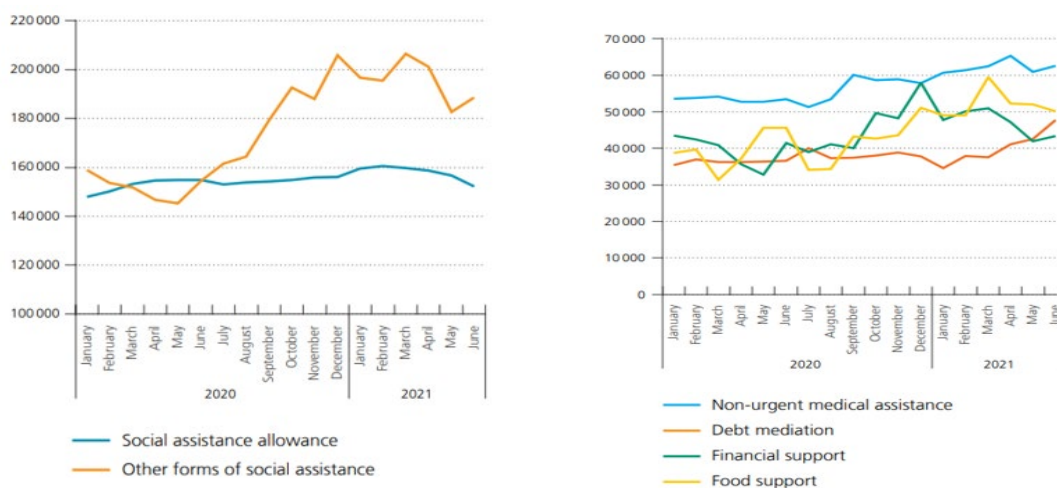 220 000
200 000
180 000
160 000
140 000
120 000
100 000
January
February
March
April
May
June
July
August
September
October
November
December
January
February
March
April
May
June
2020
2021
Social assistance allowance
Other forms of social assistance
70 000
60 000
50 000
40 000
30 000
20 000
10 000
0
January
February
March
April
May
June
July
August
September
October
November
December
January
February
March
April
May
June
2020
2021
Non-urgent medical assistance
Debt mediation
Financial support
Food support